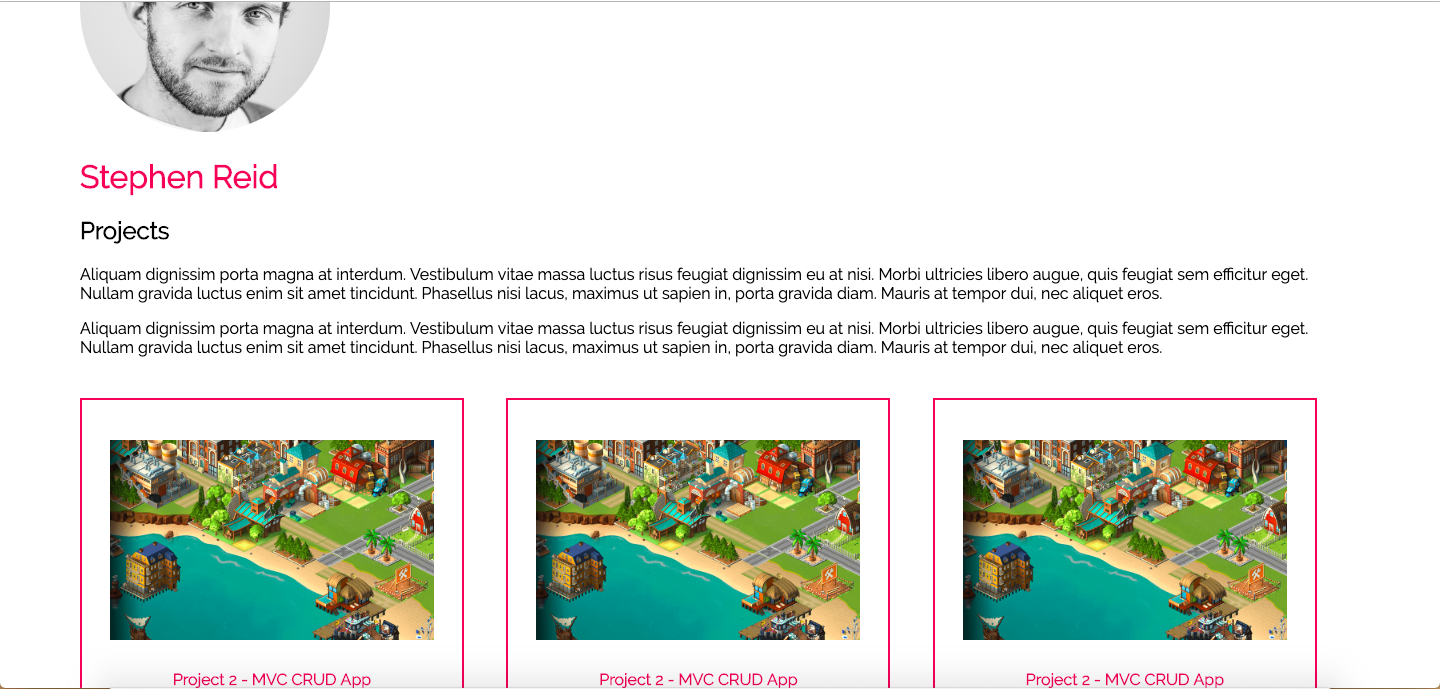 Stephen Reid
Projects
Aliquam dignissim porta magna at interdum. Vestibulum vitae massa luctus risus feugiat dignissim eu at nisi. Morbi ultricies libero augue, quis feugiat sem efficitur eget.
Nullam gravida luctus enim sit amet tincidunt. Phasellus nisi lacus, maximus ut sapien in, porta gravida diam. Mauris at tempor dui, nec aliquet eros.
Aliquam dignissim porta magna at interdum. Vestibulum vitae massa luctus risus feugiat dignissim eu at nisi. Morbi ultricies libero augue, quis feugiat sem efficitur eget.
Nullam gravida luctus enim sit amet tincidunt. Phasellus nisi lacus, maximus ut sapien in, porta gravida diam. Mauris at tempor dui, nec aliquet eros.
Project 2 - MVC CRUD App
Project 2 - MVC CRUD App
Project 2 - MVC CRUD App